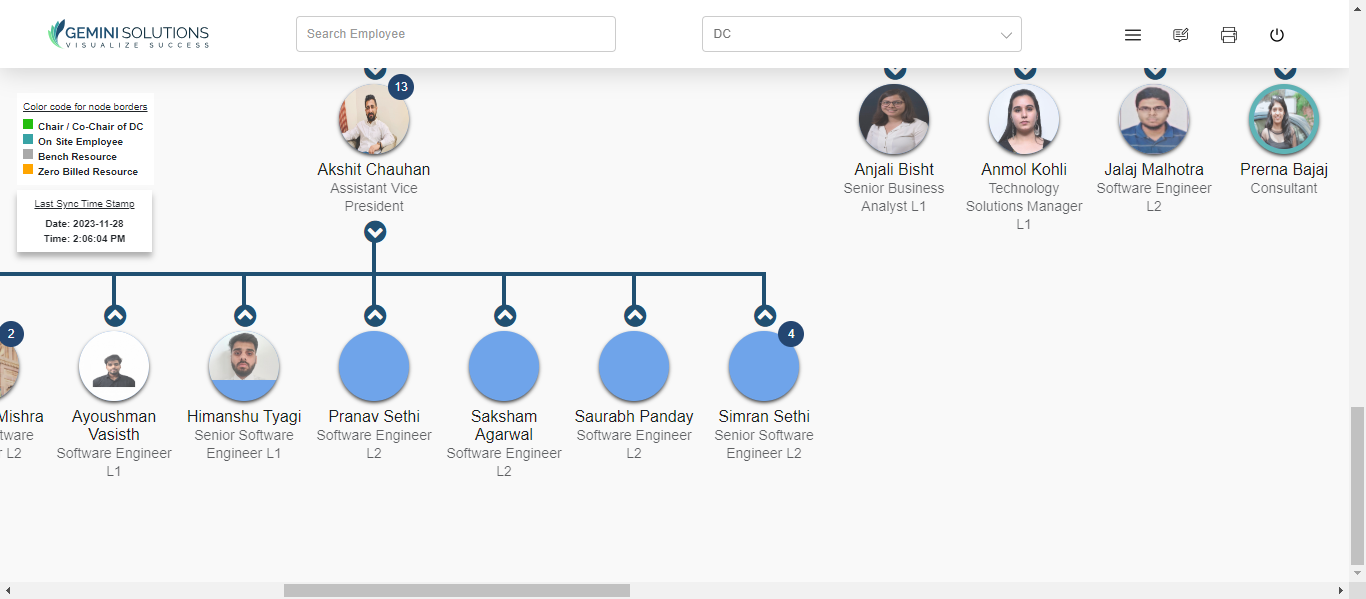 GEMINI SOLUTIONS
VISUALIZE SUCCESS
Search Employee
DC
Color code for node borders
Chair / Co-Chair of DC
On Site Employee
Bench Resource
Zero Billed Resource
Last Sync Time Stamp
Date: 2023-11-28
Time: 2:06:04 PM
13
Akshit Chauhan
Assistant Vice
President
Anjali Bisht
Senior Business
Analyst L1
Anmol Kohli
Technology
Solutions Manager
L1
Jalaj Malhotra
Software Engineer
L2
Prerna Bajaj
Consultant
2
Mishra
tware
r L2
Ayoushman
Vasisth
Software Engineer
L1
Himanshu Tyagi
Senior Software
Engineer L1
Pranav Sethi
Software Engineer
L2
Saksham
Agarwal
Software Engineer
L2
Saurabh Panday
Software Engineer
L2
4
Simran Sethi
Senior Software
Engineer L2